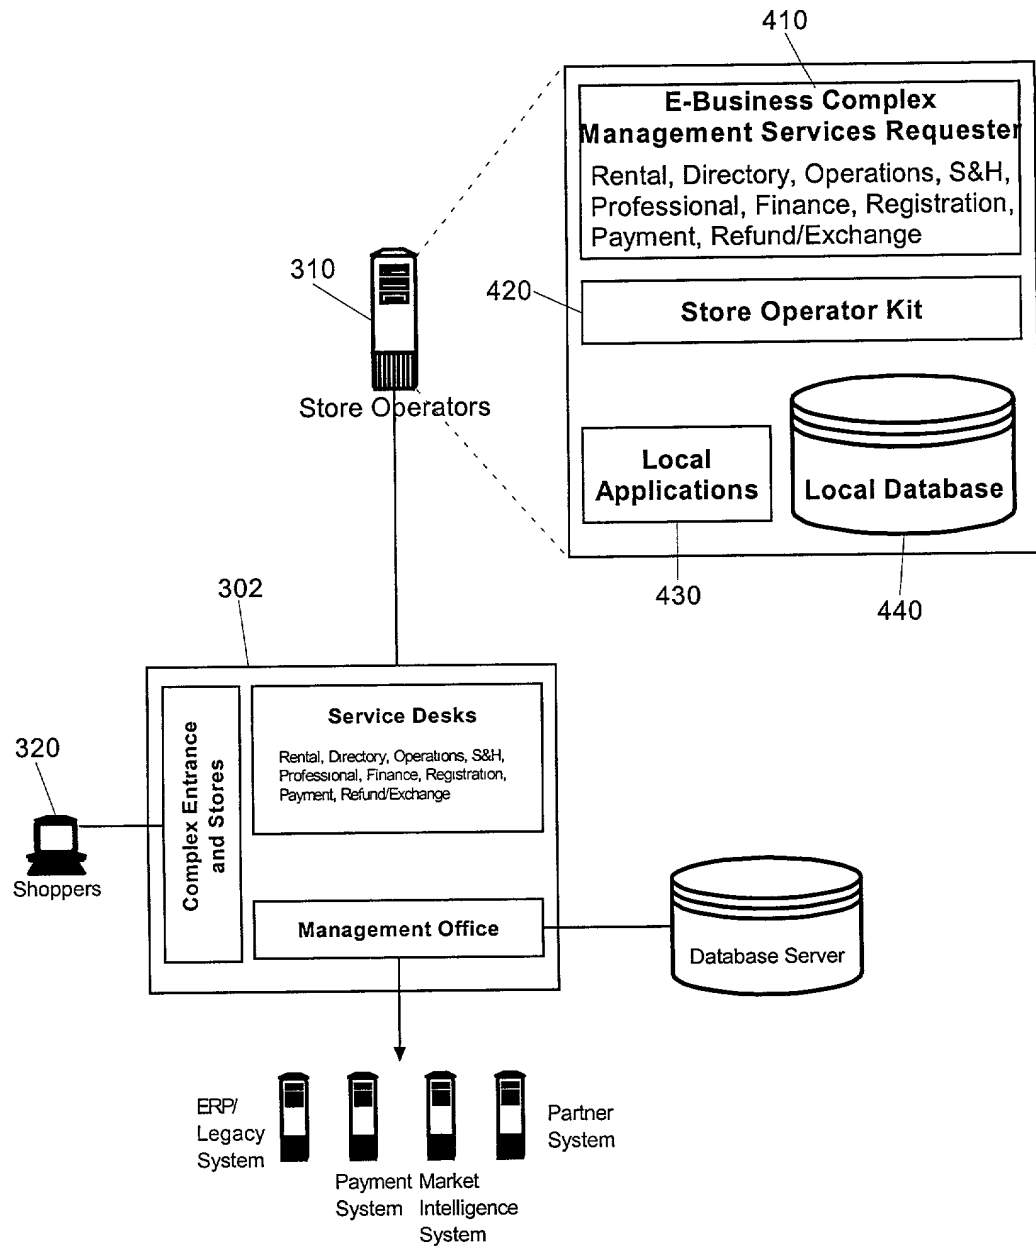 410
E-Business Complex
Management Services Requester
Rental, Directory, Operations, S&H,
Professional, Finance, Registration,
Payment, Refund/Exchange
310
420
Store Operator Kit
Store Operators
Local
Applications
Local Database
430
440
302
Service Desks
Rental, Directory, Operations, S&H,
Professional, Finance, Registration,
Payment, Refund/Exchange
Complex Entrance
and Stores
320
Shoppers
Management Office
Database Server
ERP/
Legacy
System
Payment
System
Market
Intelligence
System
Partner
System